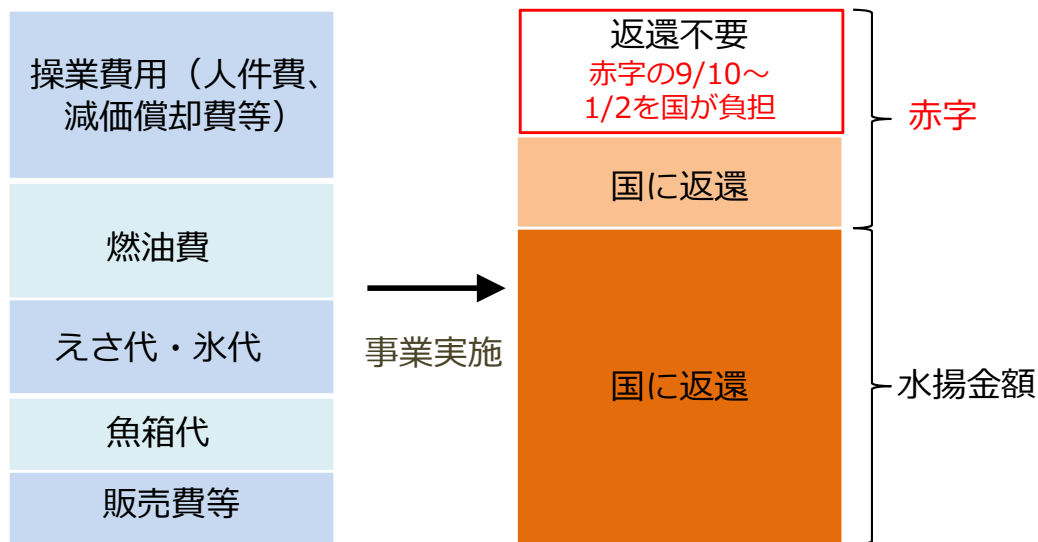 操業費用（人件費、
減価償却費等）
燃油費
えさ代・氷代
魚箱代
販売費等
事業実施
返還不要
赤字の9/10～
1/2を国が負担
国に返還
国に返還
赤字
水揚金額